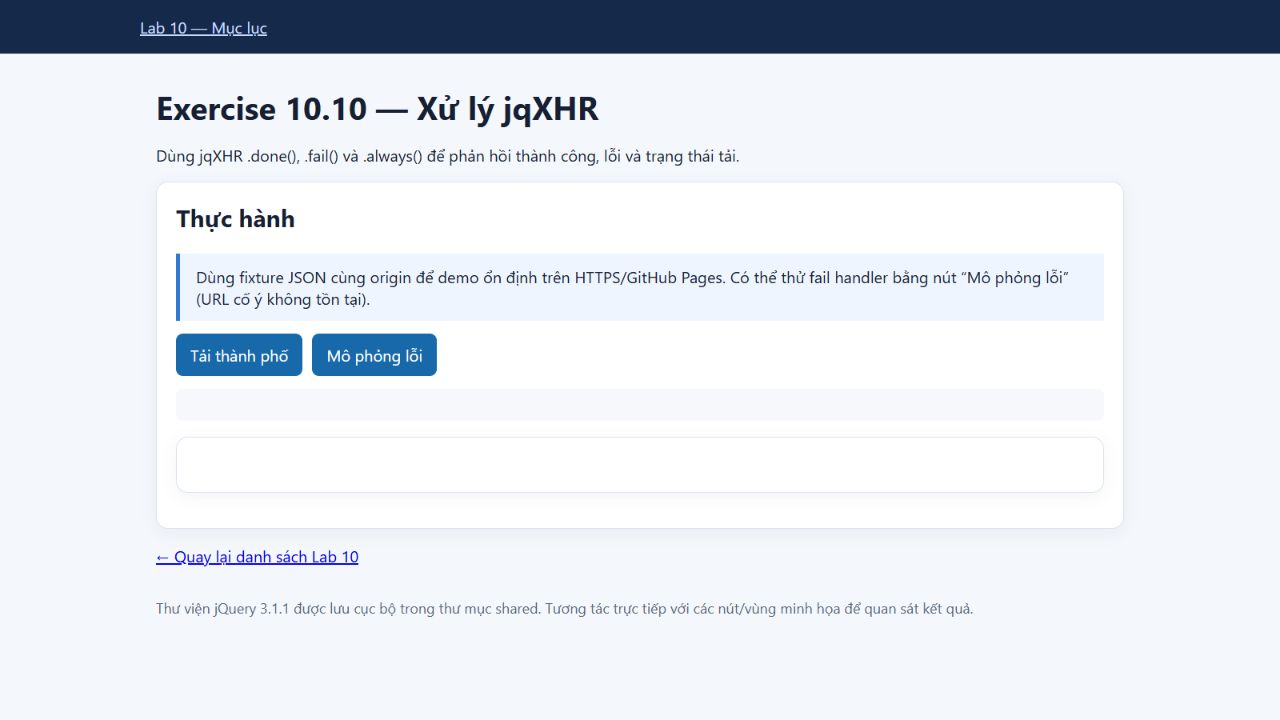 Lab 10 — Mục lục
Exercise 10.10 — Xử lý jqXHR
Dùng jqXHR .done(), .fail() và .always() để phản hồi thành công, lỗi và trạng thái tải.
Thực hành
Dùng fixture JSON cùng origin để demo ổn định trên HTTPS/GitHub Pages. Có thể thử fail handler bằng nút “Mô phỏng lỗi”
(URL cố ý không tồn tại).
Tải thành phố
Mô phỏng lỗi
← Quay lại danh sách Lab 10
Thư viện jQuery 3.1.1 được lưu cục bộ trong thư mục shared. Tương tác trực tiếp với các nút/vùng minh họa để quan sát kết quả.